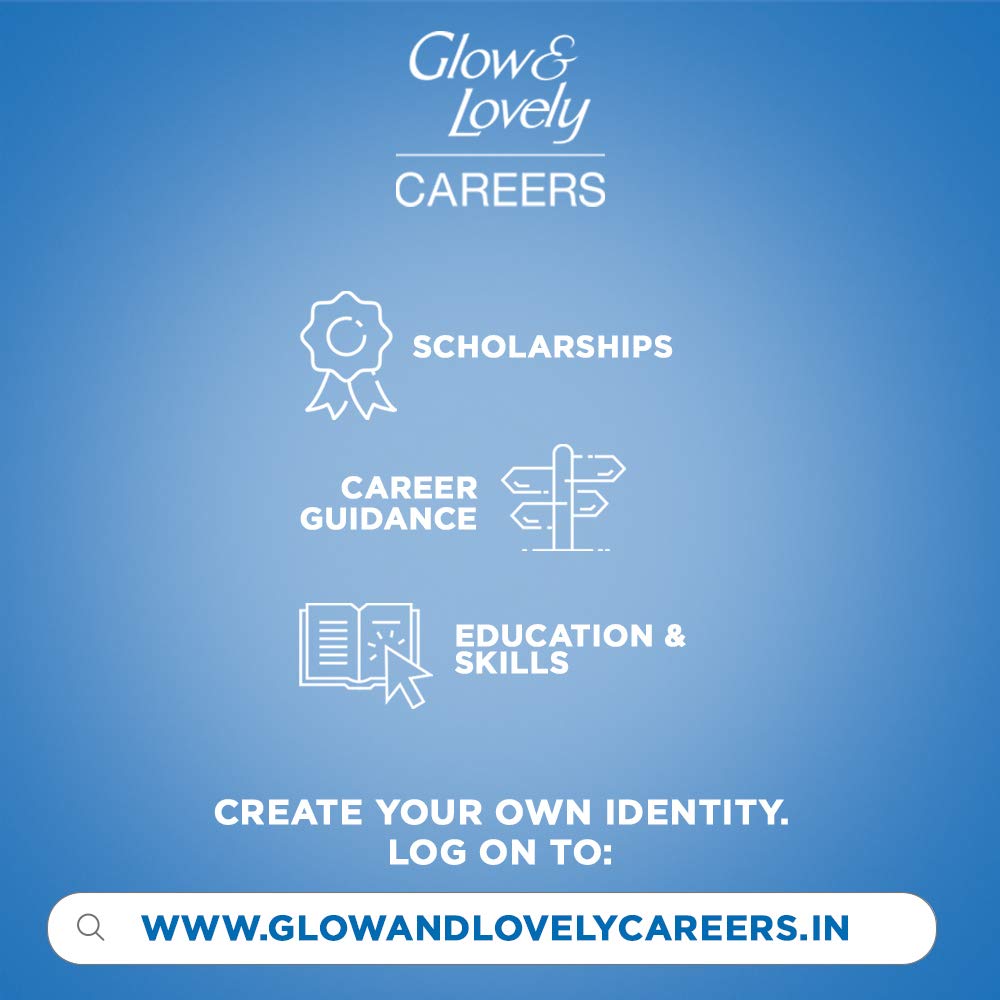 Glow &
Lovely
CAREERS
SCHOLARSHIPS
CAREER
GUIDANCE
EDUCATION &
SKILLS
CREATE YOUR OWN IDENTITY.
LOG ON TO:
WWW.GLOWANDLOVELYCAREERS.IN